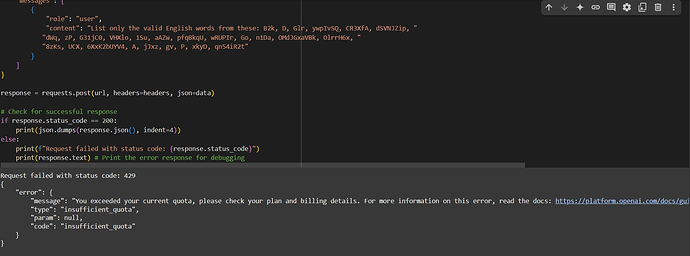 "messages": [
{
"role": "user",
"content": "List only the valid English words from these: B2k, D, Glr, ywpIvSQ, CR3XfA, dSVNJZip, "
"dWq, zP, G31jC0, VHXlo, 1Su, aAZw, pfqBkqU, wRUPIr, Go, n1Da, OMdJGxaVBk, OlrrH6x, "
"8zKs, UCX, 6XxK2bUYV4, A, jJxz, gv, P, xkyD, qnS4iR2t"
}
]
}
response = requests.post(url, headers=headers, json=data)
# Check for successful response
if response.status_code == 200:
print(json.dumps(response.json(), indent=4))
else:
print(f"Request failed with status code: {response.status_code}")
print(response.text) # Print the error response for debugging
Request failed with status code: 429
{
"error": {
"message": "You exceeded your current quota, please check your plan and billing details. For more information on this error, read the docs: https://platform.openai.com/docs/gu
"type": "insufficient_quota",
"param": null,
"code": "insufficient_quota"
}
}